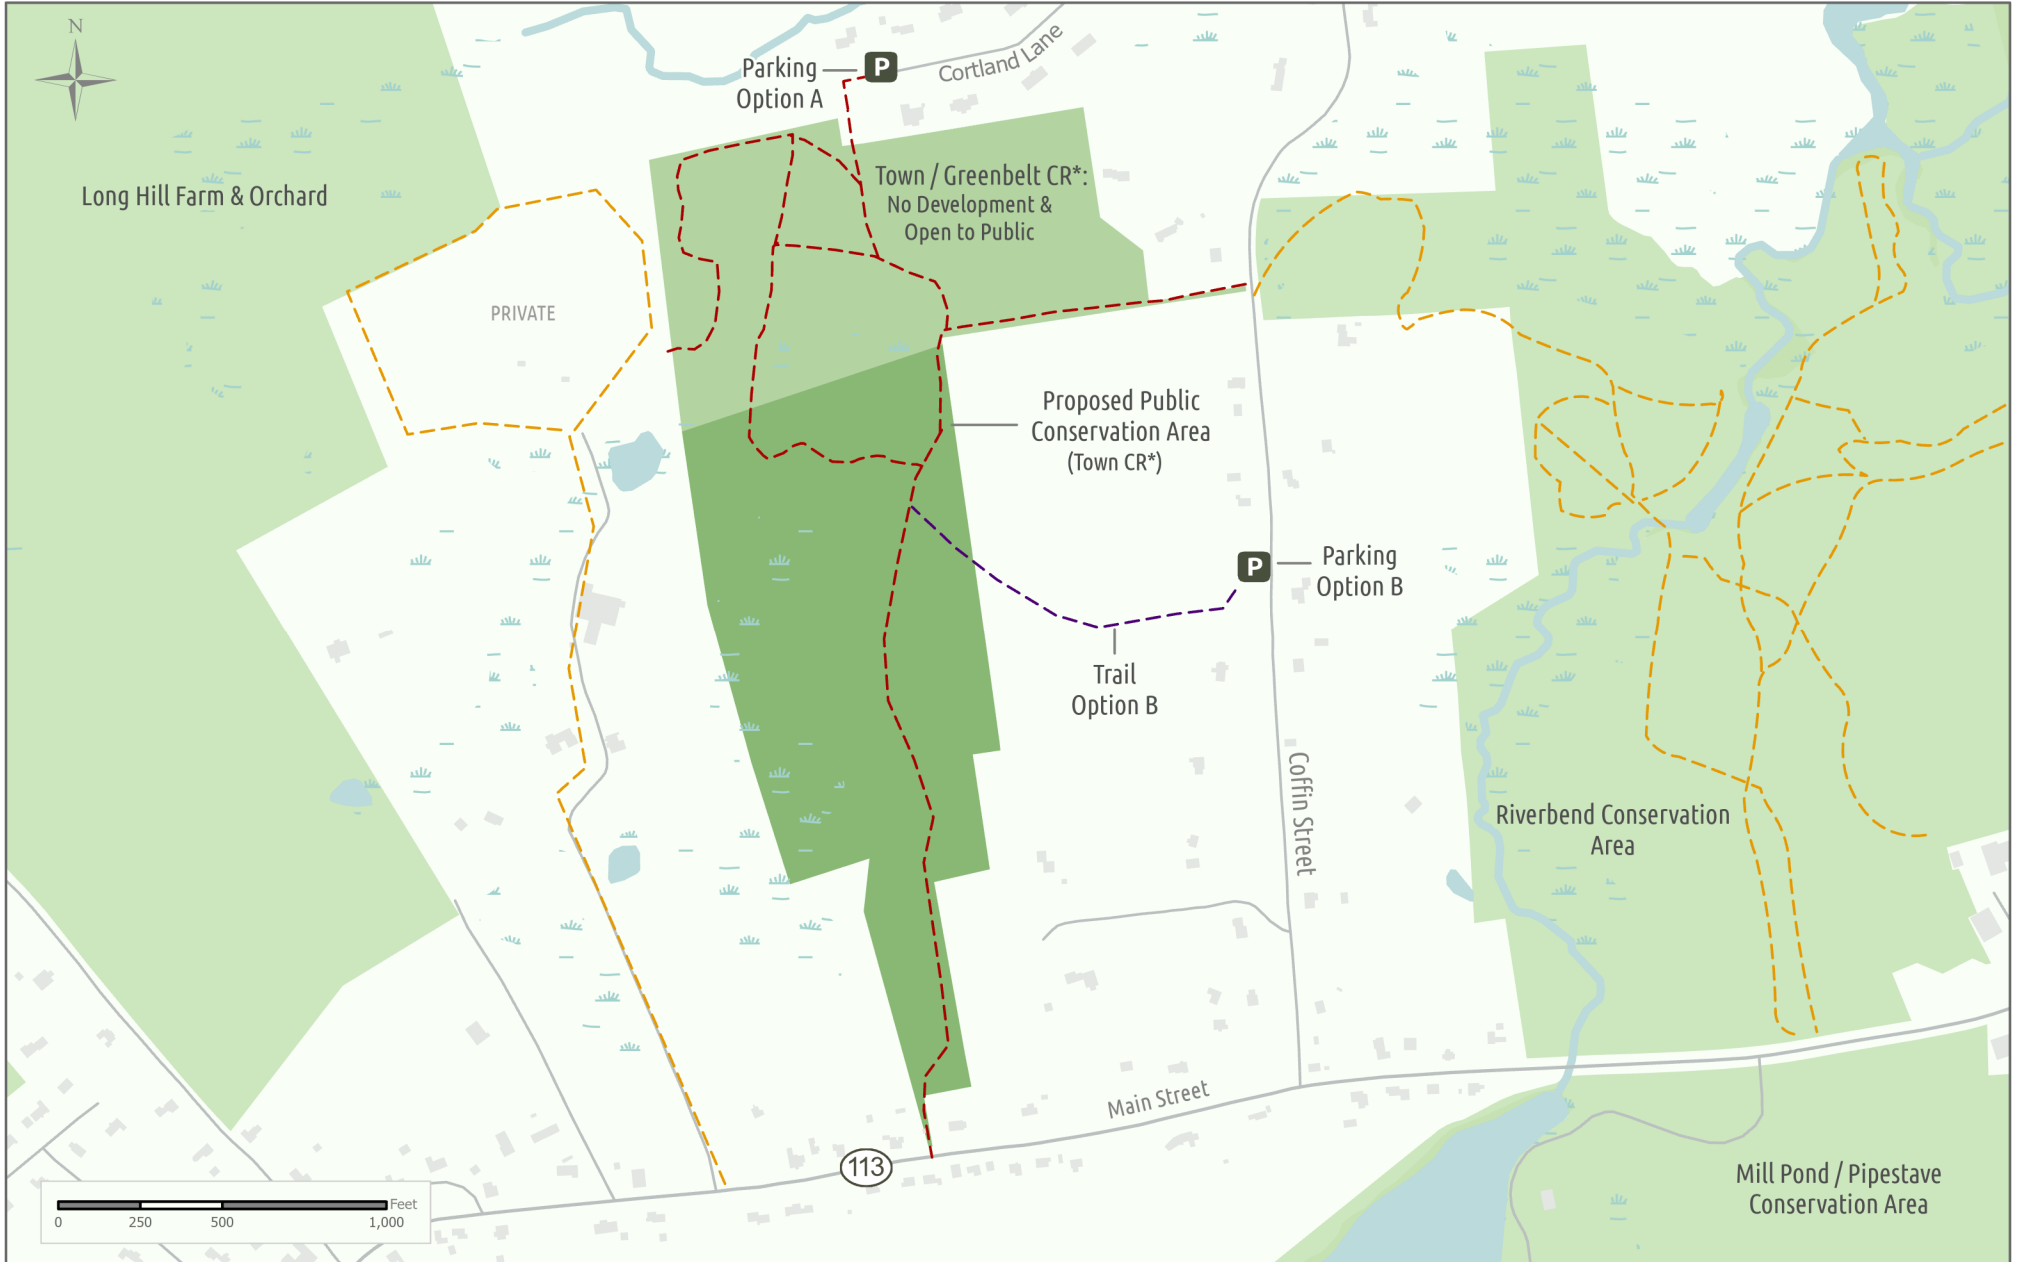 N
Parking
Option A
P
Cortland Lane
Long Hill Farm & Orchard
Town / Greenbelt CR*:
No Development &
Open to Public
PRIVATE
Proposed Public
Conservation Area
(Town CR*)
P
Parking
Option B
Trail
Option B
Coffin Street
Riverbend Conservation
Area
Main Street
113
Mill Pond / Pipestave
Conservation Area
Feet
0 250 500 1,000